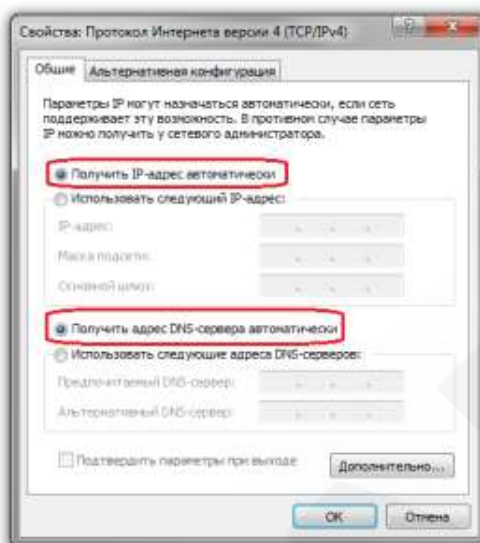 Свойства: Протокол Интернета версии 4 (TCP/IPv4)
Общие
Альтернативная конфигурация
Параметры IP могут назначаться автоматически, если сеть
поддерживает эту возможность. В противном случае параметры
IP можно получить у сетевого администратора.
Получить IP-адрес автоматически
Использовать следующий IP-адрес:
IP-адрес:
Маска подсети:
Основной шлюз:
Получить адрес DNS-сервера автоматически
Использовать следующие адреса DNS-серверов:
Предпочитаемый DNS-сервер:
Альтернативный DNS-сервер:
Подтвердить параметры при выходе
Дополнительно...
ОК
Отмена